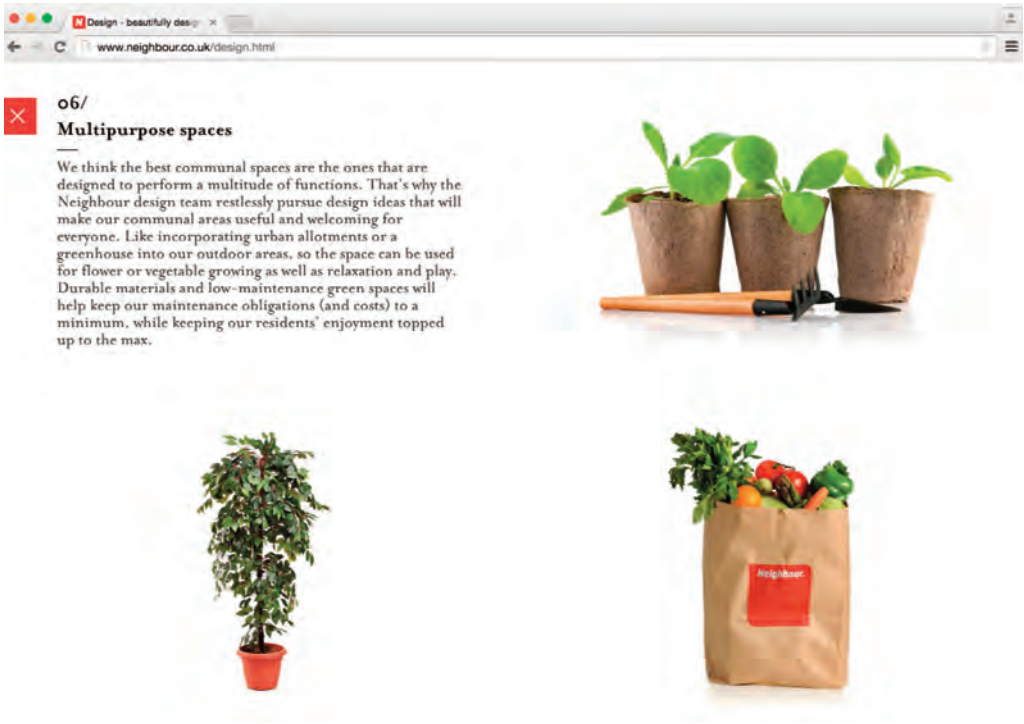 Design - beautifully desig
www.neighbour.co.uk/design.html
06/
Multipurpose spaces
We think the best communal spaces are the ones that are
designed to perform a multitude of functions. That's why the
Neighbour design team restlessly pursue design ideas that will
make our communal areas useful and welcoming for
everyone. Like incorporating urban allotments or a
greenhouse into our outdoor areas, so the space can be used
for flower or vegetable growing as well as relaxation and play.
Durable materials and low-maintenance green spaces will
help keep our maintenance obligations (and costs) to a
minimum, while keeping our residents' enjoyment topped
up to the max.
Neighbour.